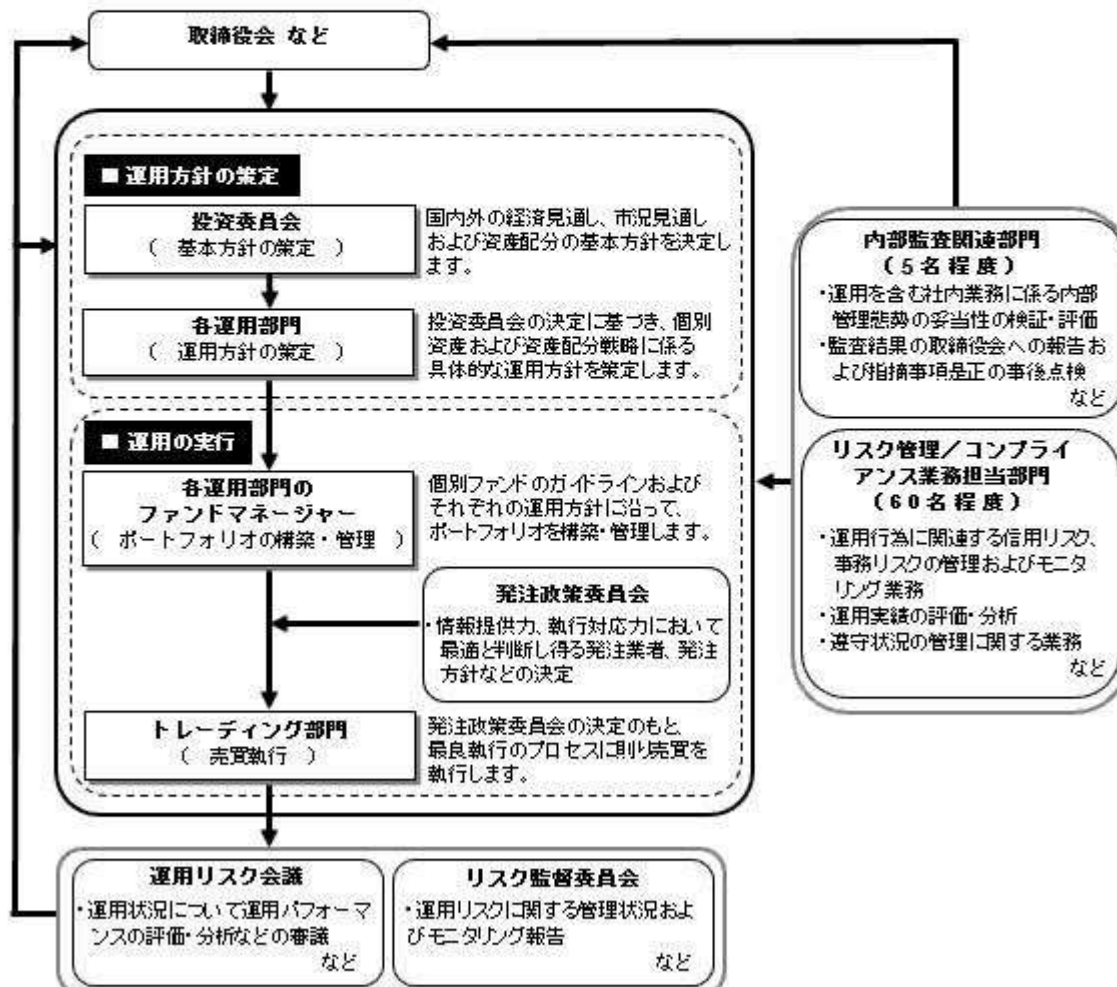 取締役会 など
■ 運用方針の策定
投資委員会
( 基本方針の策定 )
国内外の経済見通し、市況見通し
および資産配分の基本方針を決定し
ます。
各運用部門
( 運用方針の策定 )
投資委員会の決定に基づき、個別
資産および資産配分戦略に係る
具体的な運用方針を策定します。
■ 運用の実行
各運用部門の
ファンドマネージャー
( ポートフォリオの構築・管理 )
個別ファンドのガイドラインおよび
それぞれの運用方針に沿って、
ポートフォリオを構築・管理します。
発注政策委員会
・情報提供力、執行対応力において
最適と判断し得る発注業者、発注
方針などの決定
トレーディング部門
( 売買執行 )
発注政策委員会の決定のもと、
最良執行のプロセスに則り売買を
執行します。
内部監査関連部門
(5名程度)
・運用を含む社内業務に係る内部
管理態勢の妥当性の検証・評価
・監査結果の取締役会への報告お
よび指摘事項是正の事後点検
など
リスク管理/コンプライ
アンス業務担当部門
(60名程度)
・運用行為に関連する信用リスク、
事務リスクの管理およびモニタ
リング業務
・運用実績の評価・分析
・遵守状況の管理に関する業務
など
運用リスク会議
・運用状況について運用パフォーマ
ンスの評価・分析などの審議
など
リスク監督委員会
・運用リスクに関する管理状況およ
びモニタリング報告
など